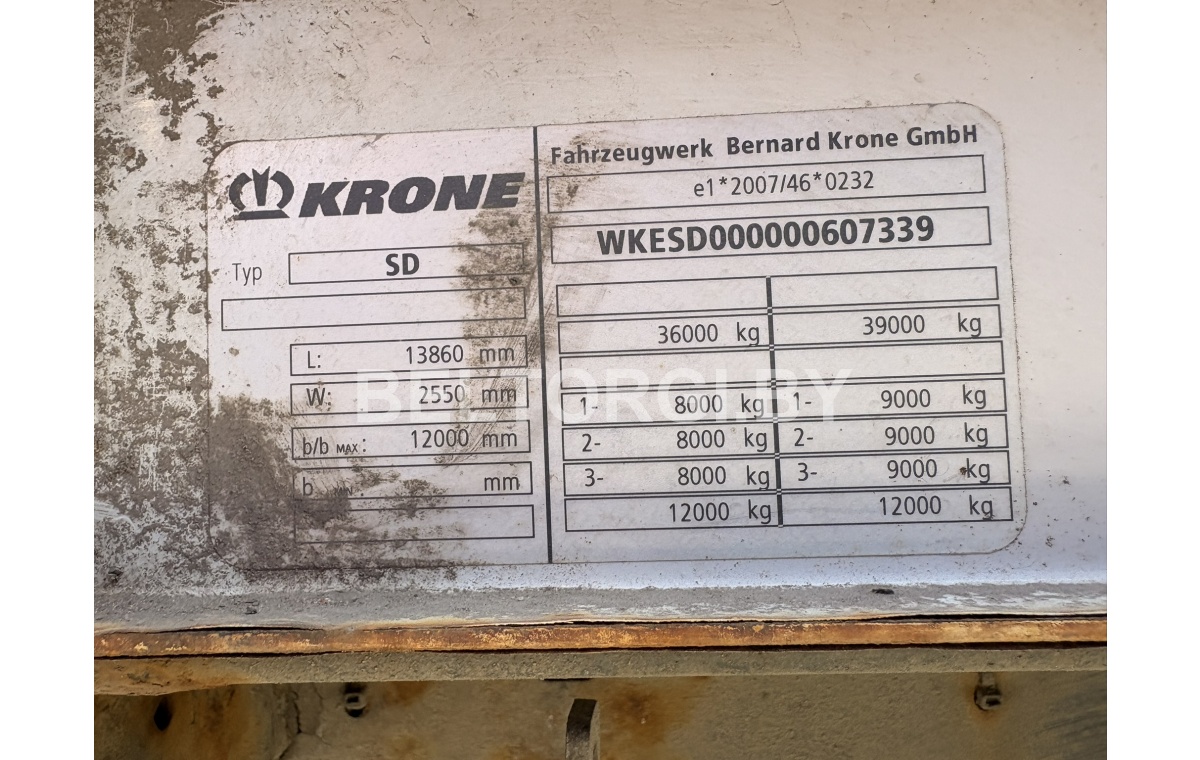 KRONE
Typ SD
L: 13860 mm
W: 2550 mm
b/b MAX: 12000 mm
b mm
Fahrzeugwerk Bernard Krone GmbH
e1*2007/46*0232
WKESD000000607339
36000 kg 39000 kg
1- 8000 kg 1- 9000 kg
2- 8000 kg 2- 9000 kg
3- 8000 kg 3- 9000 kg
12000 kg 12000 kg
BELTORGI.BY